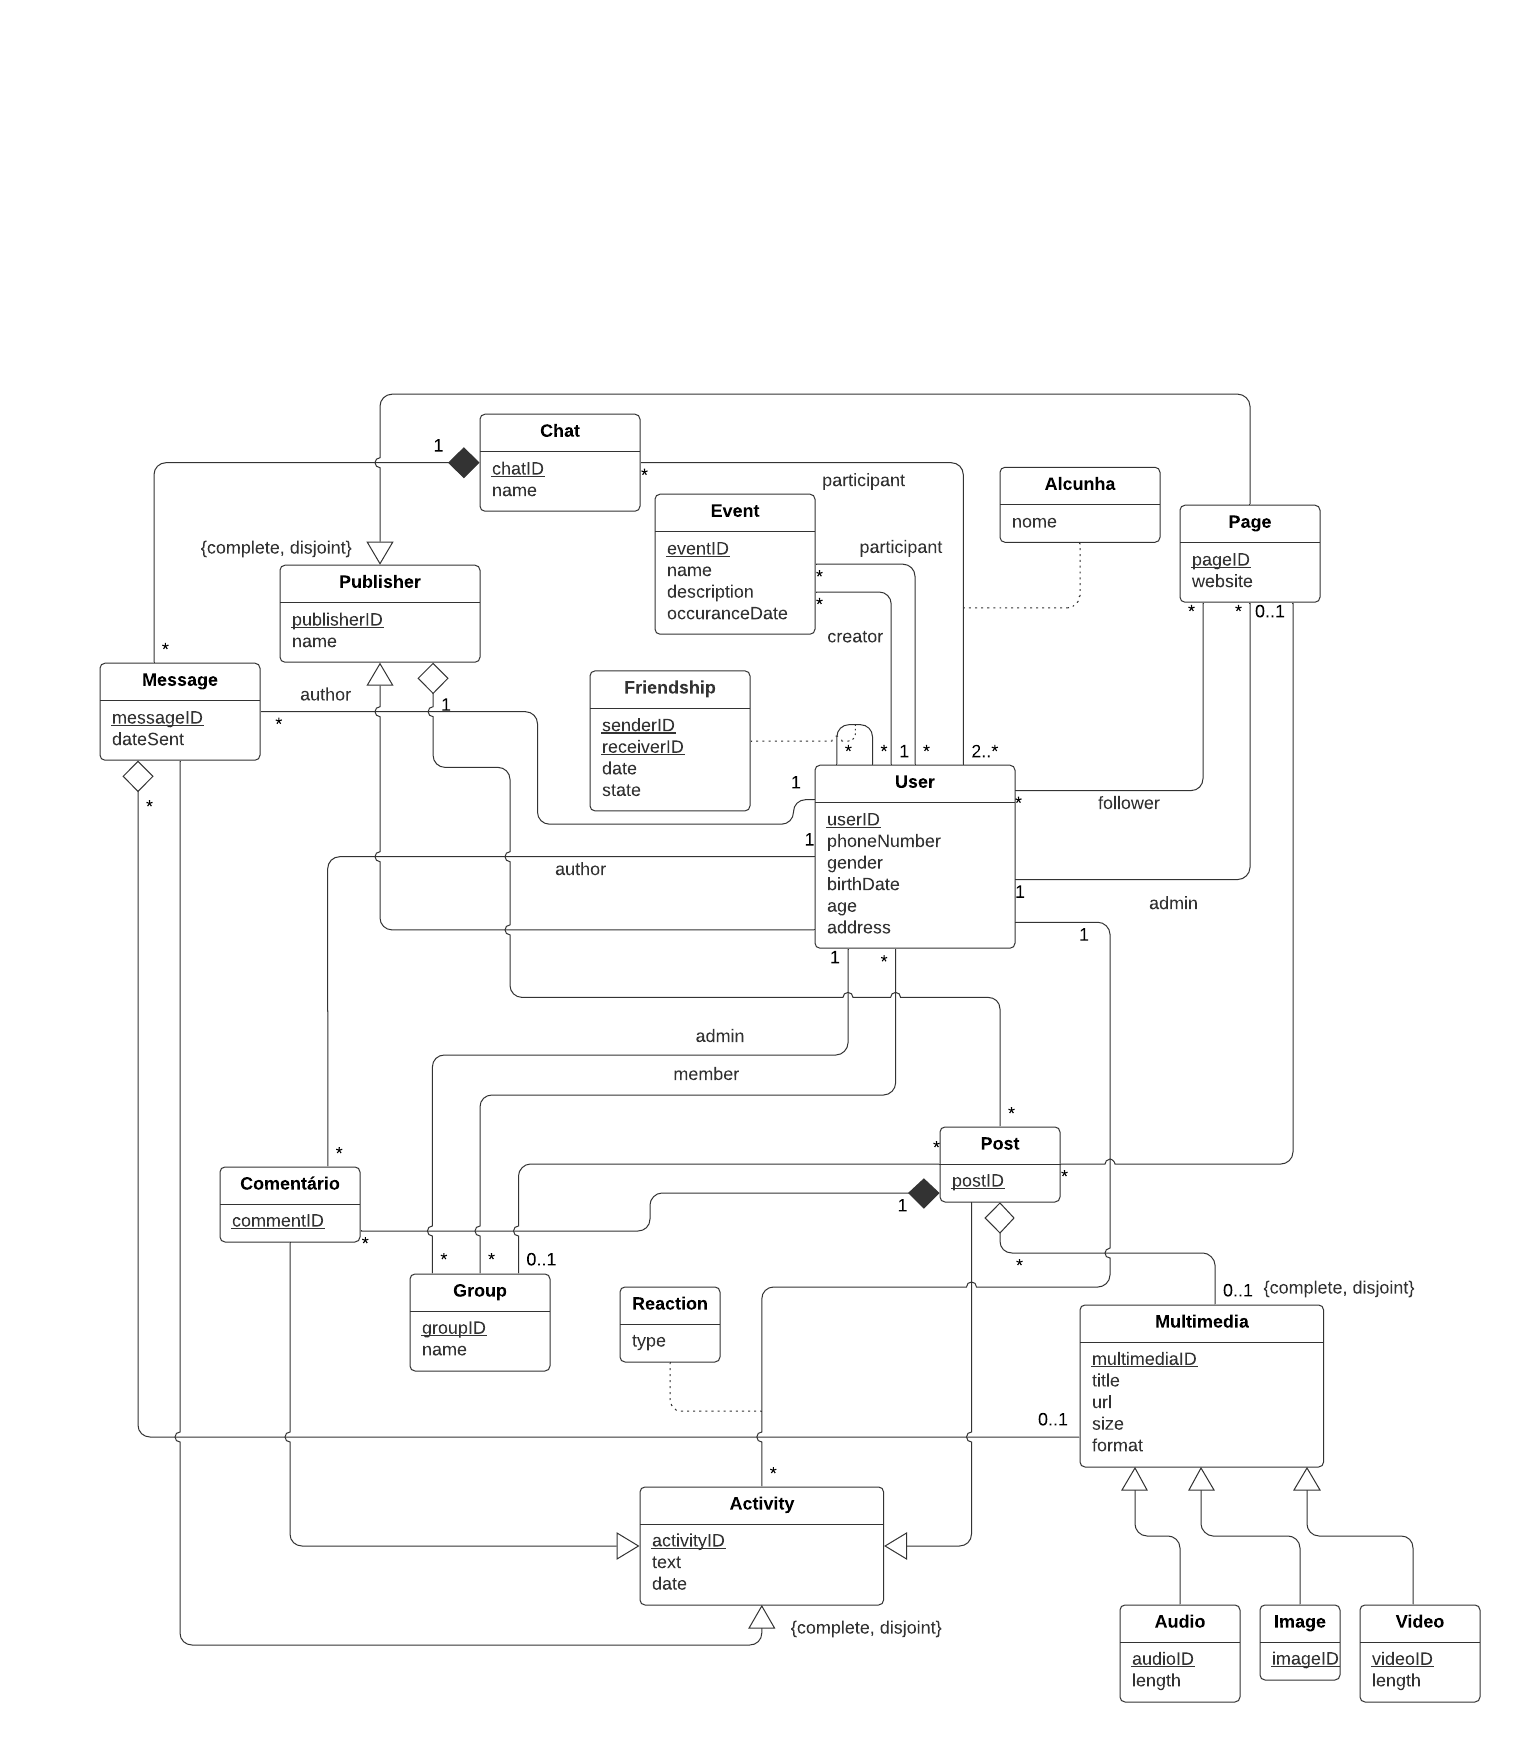 Chat
chatID
name
1
*
participant
Event
eventID
name
description
occuranceDate
participant
*
*
creator
Alcunha
nome
Page
pageID
website
*
*
0..1
{complete, disjoint}
Publisher
publisherID
name
1
*
Message
messageID
dateSent
author
*
*
Friendship
senderID
receiverID
date
state
*
*
1
*
2..*
1
User
userID
phoneNumber
gender
birthDate
age
address
*
follower
1
author
1
admin
1
1
*
admin
member
*
*
Post
postID
*
*
Comentário
commentID
*
1
*
*
0..1
Group
groupID
name
Reaction
type
*
0..1
{complete, disjoint}
Multimedia
multimediaID
title
url
size
format
0..1
*
Activity
activityID
text
date
{complete, disjoint}
Audio
audioID
length
Image
imageID
Video
videoID
length